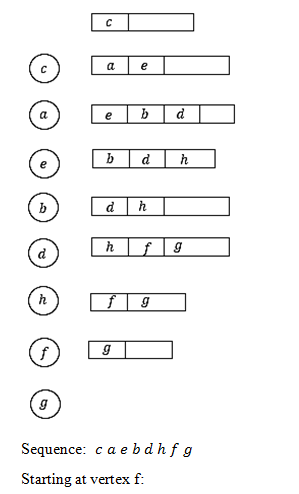 c
c a e
a e b d
e b d h
b d h
d h f g
h f g
f g
g
Sequence: c a e b d h f g
Starting at vertex f: